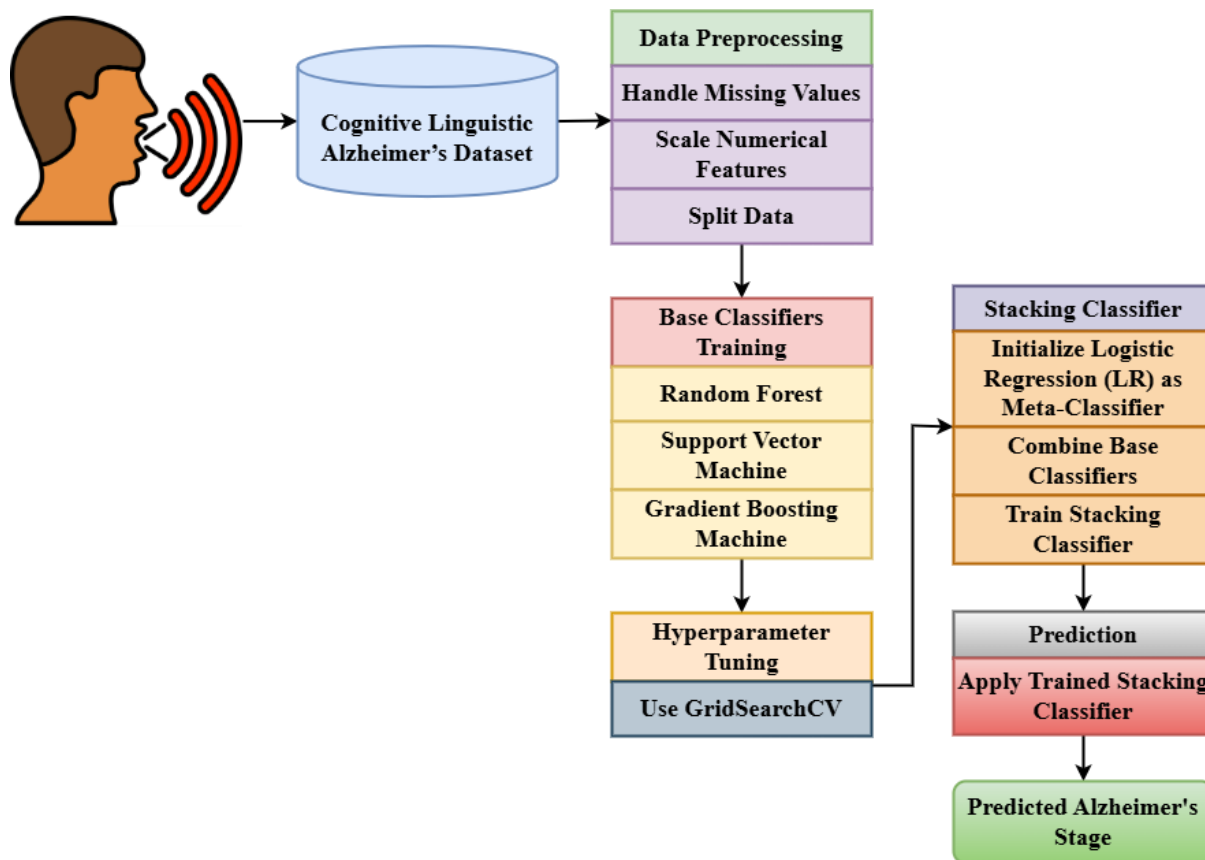 Cognitive Linguistic
Alzheimer's Dataset
Data Preprocessing
Handle Missing Values
Scale Numerical
Features
Split Data
Base Classifiers
Training
Random Forest
Support Vector
Machine
Gradient Boosting
Machine
Hyperparameter
Tuning
Use GridSearchCV
Stacking Classifier
Initialize Logistic
Regression (LR) as
Meta-Classifier
Combine Base
Classifiers
Train Stacking
Classifier
Prediction
Apply Trained Stacking
Classifier
Predicted Alzheimer's
Stage